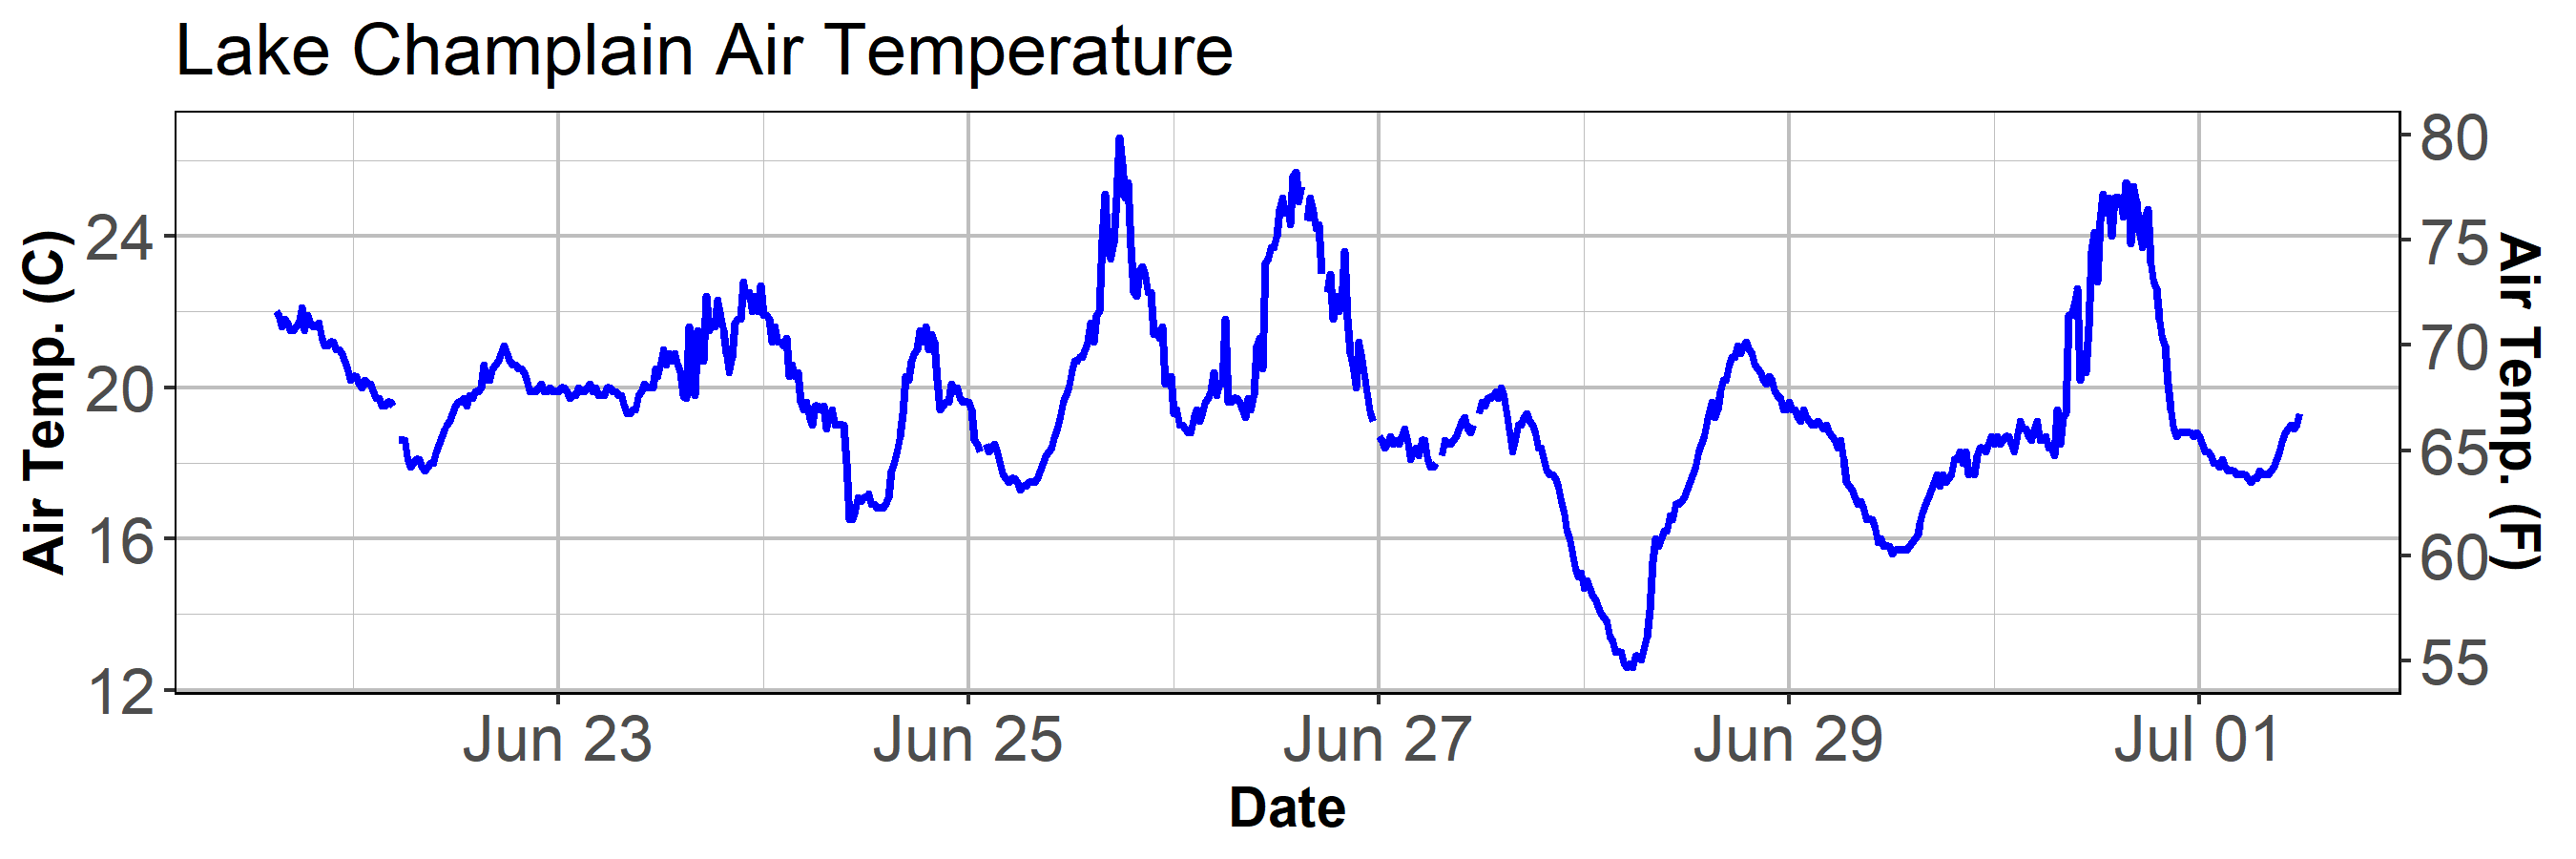 Lake Champlain Air Temperature
Air Temp. (C)
24
20
16
12
80
75
70
65
60
55
Air Temp. (F)
Jun 23 Jun 25 Jun 27 Jun 29 Jul 01
Date